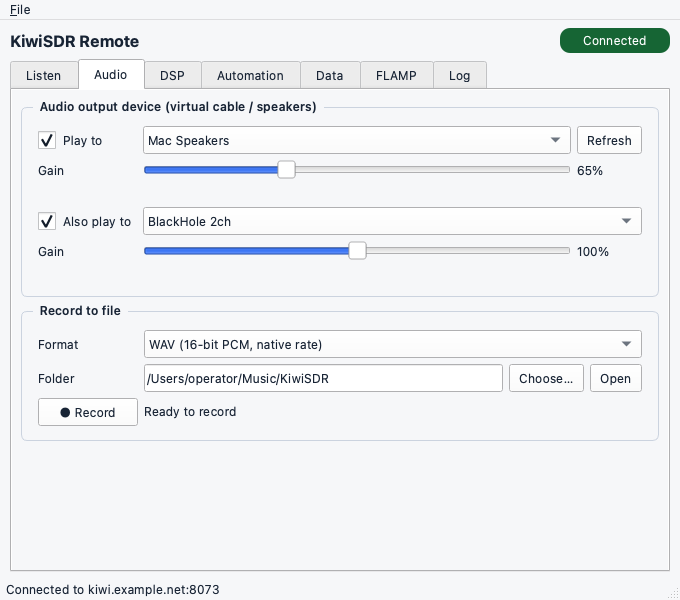 File
KiwiSDR Remote
Connected
Listen Audio DSP Automation Data FLAMP Log
Audio output device (virtual cable / speakers)
Play to Mac Speakers Refresh
Gain 65%
Also play to BlackHole 2ch
Gain 100%
Record to file
Format WAV (16-bit PCM, native rate)
Folder /Users/operator/Music/KiwiSDR Choose... Open
Record Ready to record
Connected to kiwi.example.net:8073